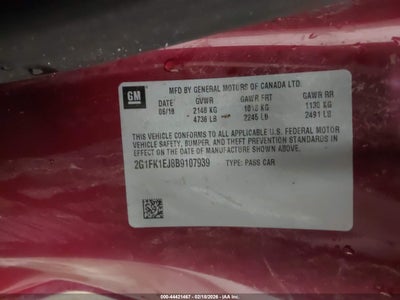 GM
MFD BY GENERAL MOTORS OF CANADA LTD.
DATE GVWR GAWR FRT GAWR RR
2148 KG 1018 KG 1130 KG
4736 LB 2245 LB 2491 LB
THIS VEHICLE CONFORMS TO ALL APPLICABLE U.S. FEDERAL MOTOR
VEHICLE SAFETY, BUMPER, AND THEFT PREVENTION STANDARDS
IN EFFECT ON THE DATE OF MANUFACTURE SHOWN ABOVE.
2G1FK1EJ8B9107939 TYPE: PASS CAR
© 44421467 - 02/18/2026 - IAA Inc.